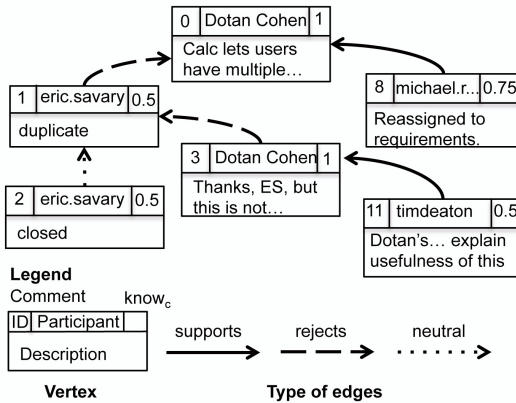 0 Dotan Cohen 1
Calc lets users
have multiple…
1 eric.savary 0.5
duplicate
8 michael.r... 0.75
Reassigned to
requirements.
3 Dotan Cohen 1
Thanks, ES, but
this is not…
2 eric.savary 0.5
closed
11 timdeaton 0.5
Dotan's… explain
usefulness of this
Legend
Comment know_c
ID Participant
Description
supports rejects neutral
Vertex Type of edges